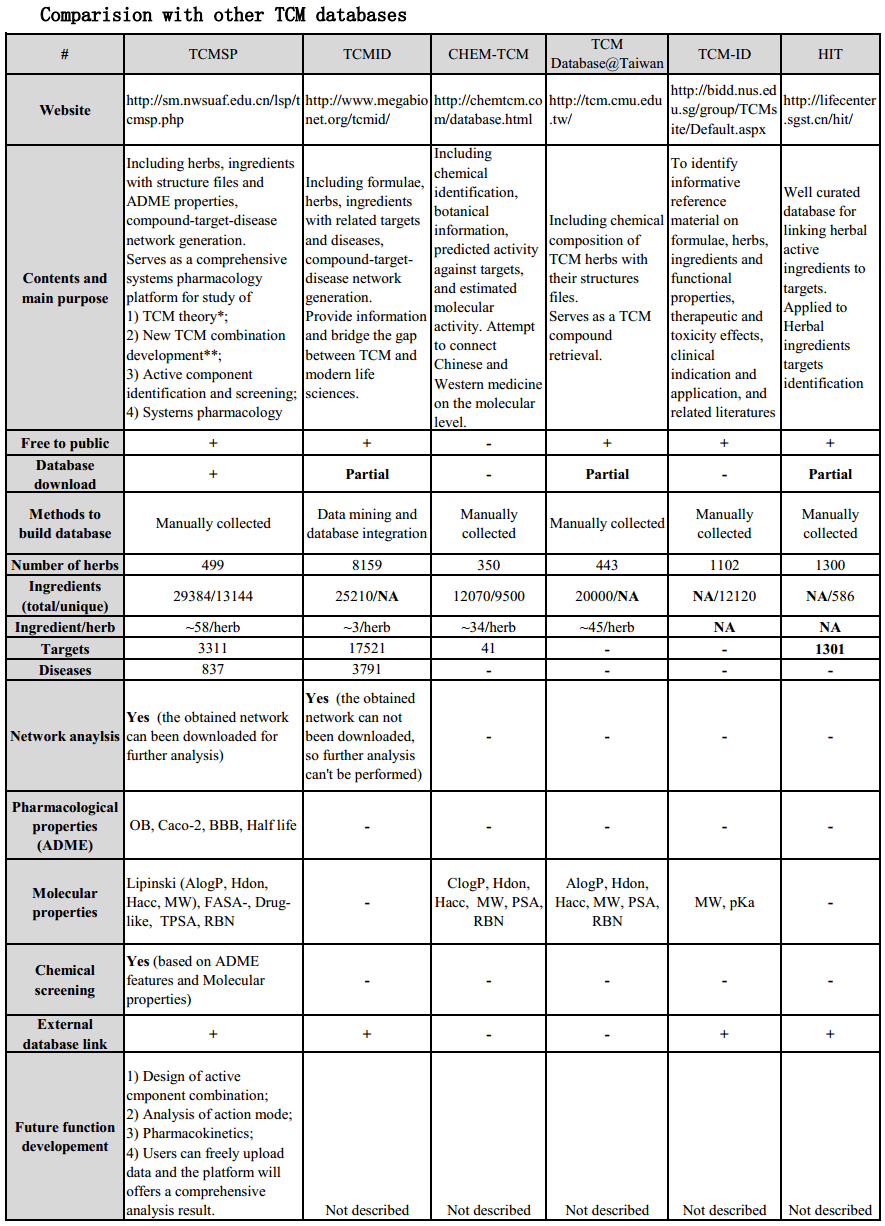 Comparision with other TCM databases
#
TCMSP
TCMID
CHEM-TCM
TCM
Database@Taiwan
TCM-ID
HIT
Website
http://sm.nwsuaf.edu.cn/lsp/t
cmsp.php
http://www.megabio
net.org/tcmid/
http://chemtcm.co
m/database.html
http://tcm.cmu.edu
.tw/
http://bidd.nus.ed
u.sg/group/TCMs
ite/Default.aspx
http://lifecenter
.sgst.cn/hit/
Contents and
main purpose
Including herbs, ingredients
with structure files and
ADME properties,
compound-target-disease
network generation.
Serves as a comprehensive
systems pharmacology
platform for study of
1) TCM theory*;
2) New TCM combination
development**;
3) Active component
identification and screening;
4) Systems pharmacology
Including formulae,
herbs, ingredients
with related targets
and diseases,
compound-target-
disease network
generation.
Provide information
and bridge the gap
between TCM and
modern life
sciences.
Including
chemical
identification,
botanical
information,
predicted activity
against targets,
and estimated
molecular
activity. Attempt
to connect
Chinese and
Western medicine
on the molecular
level.
Including chemical
composition of
TCM herbs with
their structures
files.
Serves as a TCM
compound
retrieval.
To identify
informative
reference
material on
formulae, herbs,
ingredients and
functional
properties,
therapeutic and
toxicity effects,
clinical
indication and
application, and
related literatures
Well curated
database for
linking herbal
active
ingredients to
targets.
Applied to
Herbal
ingredients
targets
identification
Free to public
+
+
-
+
+
+
Database
download
+
Partial
-
Partial
-
Partial
Methods to
build database
Manually collected
Data mining and
database integration
Manually
collected
Manually collected
Manually
collected
Manually
collected
Number of herbs
499
8159
350
443
1102
1300
Ingredients
(total/unique)
29384/13144
25210/NA
12070/9500
20000/NA
NA/12120
NA/586
Ingredient/herb
~58/herb
~3/herb
~34/herb
~45/herb
NA
NA
Targets
3311
17521
41
-
-
1301
Diseases
837
3791
-
-
-
-
Network anaylsis
Yes (the obtained network
can been downloaded for
further analysis)
Yes (the obtained
network can not
been downloaded,
so further analysis
can't be performed)
-
-
-
-
Pharmacological
properties
(ADME)
OB, Caco-2, BBB, Half life
-
-
-
-
-
Molecular
properties
Lipinski (AlogP, Hdon,
Hacc, MW), FASA-, Drug-
like, TPSA, RBN
-
ClogP, Hdon,
Hacc, MW, PSA,
RBN
AlogP, Hdon,
Hacc, MW, PSA,
RBN
MW, pKa
-
Chemical
screening
Yes (based on ADME
features and Molecular
properties)
-
-
-
-
-
External
database link
+
+
-
-
+
+
Future function
developement
1) Design of active
cmponent combination;
2) Analysis of action mode;
3) Pharmacokinetics;
4) Users can freely upload
data and the platform will
offers a comprehensive
analysis result.
Not described
Not described
Not described
Not described
Not described